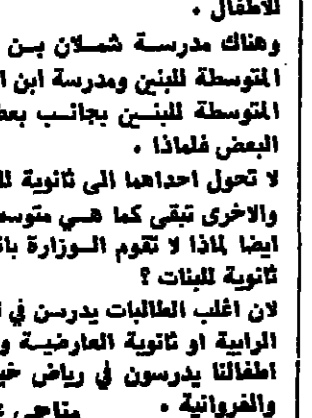 للاطفال .
وهناك مدرسة شملان بن
المتوسطة للبنين ومدرسة ابن ا
المتوسطة للبنين بجانب بعض
البعض فلماذا .
لا تحول احداهما الى ثانوية لل
والاخرى تبقى كما هي متوسط
ايضا لماذا لا تقوم الوزارة بان
ثانوية للبنات ؟
لان اغلب الطالبات يدرسن في
الرابية او ثانوية العارضية و
اطفالنا يدرسون في رياض خي
والفروانية . مناحي